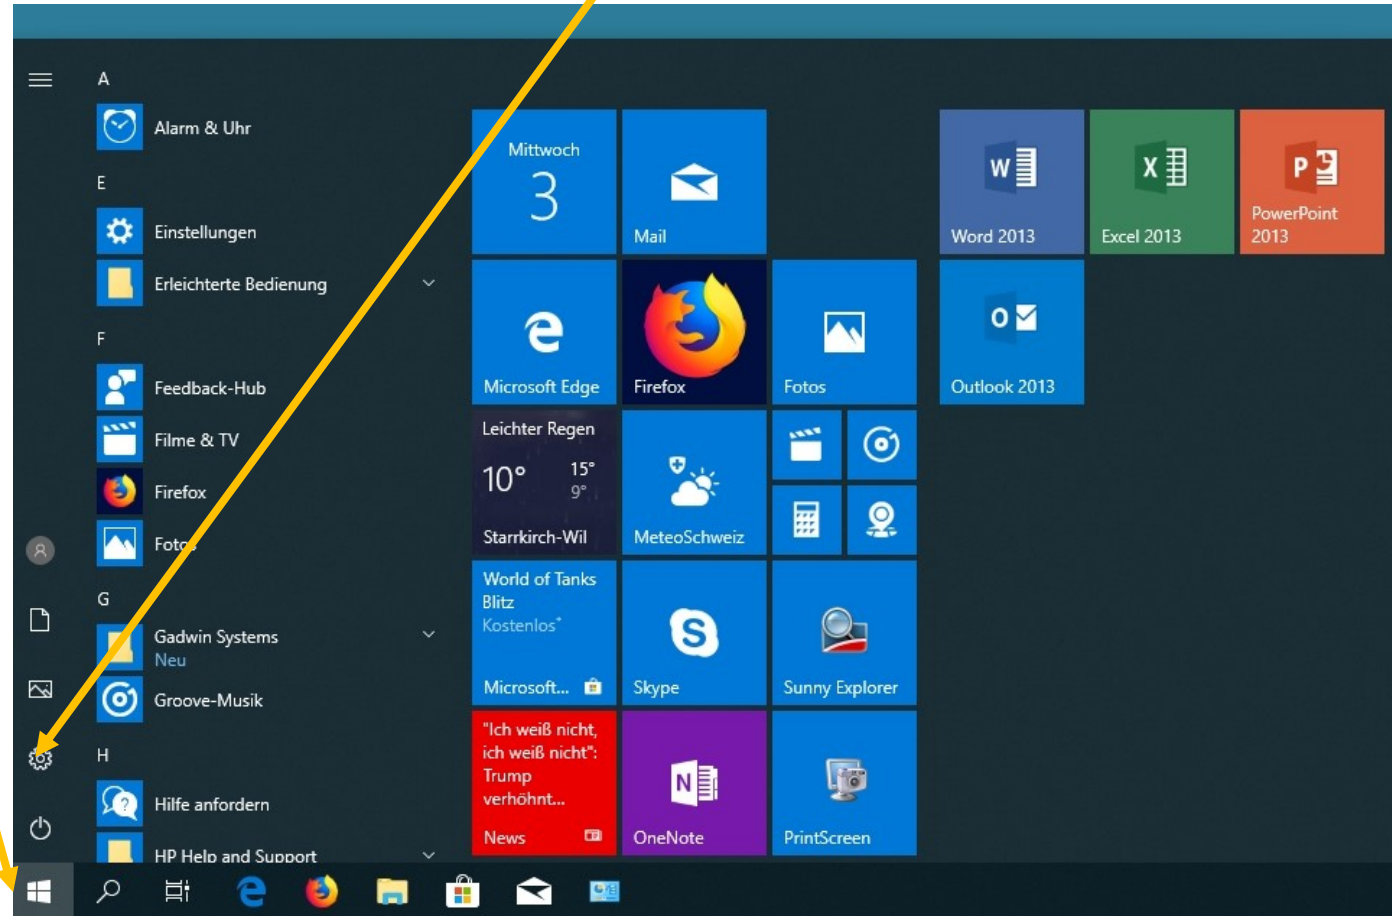 A
Alarm & Uhr
E
Einstellungen
Erleichterte Bedienung
F
Feedback-Hub
Filme & TV
Firefox
Fotos
G
Gadwin Systems
Neu
Groove-Musik
H
Hilfe anfordern
HP Help and Support
Mittwoch
3
Mail
Microsoft Edge
Firefox
Fotos
Leichter Regen
10° 15°
9°
Starrkirch-Wil
MeteoSchweiz
World of Tanks
Blitz
Kostenlos*
Microsoft...
Skype
Sunny Explorer
"Ich weiß nicht,
ich weiß nicht":
Trump
verhöhnt...
News
OneNote
PrintScreen
Word 2013
Excel 2013
PowerPoint
2013
Outlook 2013